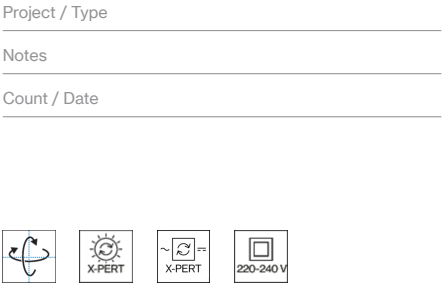 Project / Type
Notes
Count / Date
X-PERT
X-PERT
220-240 V